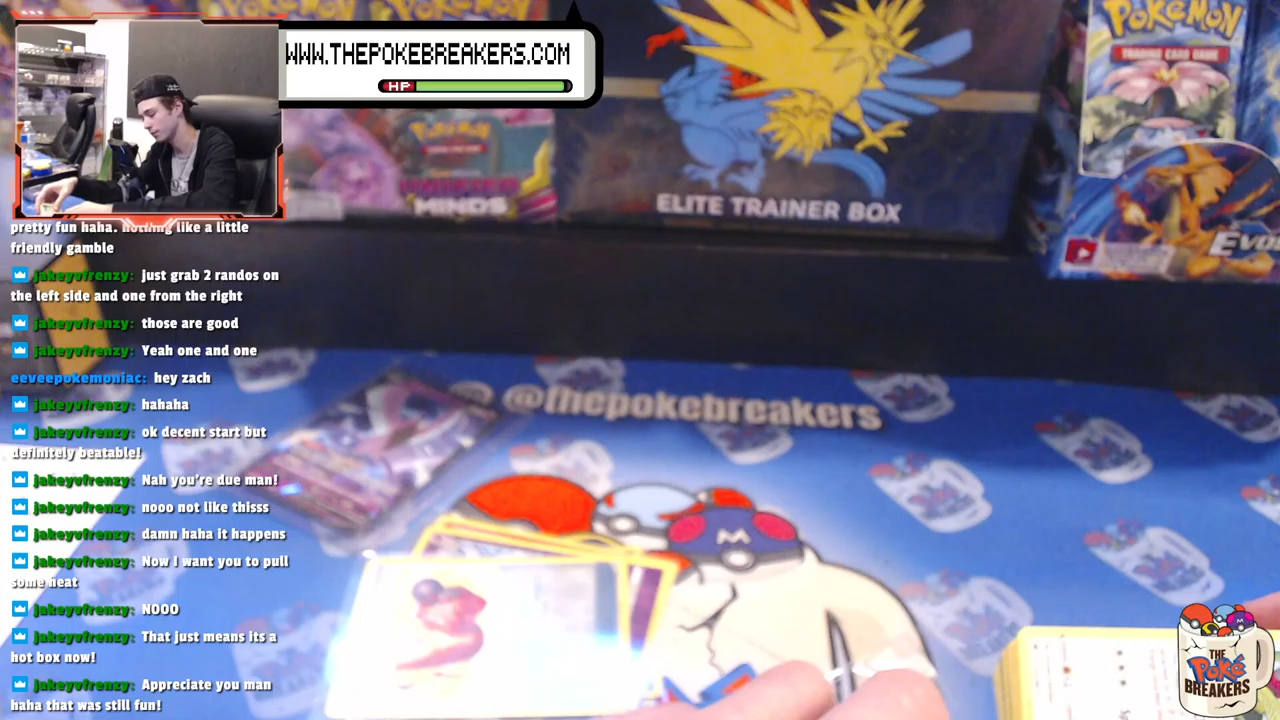 WWW.THEPOKEBREAKERS.COM
HP
Pokémon
MINDS
ELITE TRAINER BOX
POKÉMON
TRADING CARD GAME
EVO
@thepokebreakers
M
pretty fun haha. nothing like a little
friendly gamble
jakeyvfrenzy: just grab 2 randos on
the left side and one from the right
jakeyvfrenzy: those are good
jakeyvfrenzy: Yeah one and one
eeveepokemoniac: hey zach
jakeyvfrenzy: hahaha
jakeyvfrenzy: ok decent start but
definitely beatable!
jakeyvfrenzy: Nah you're due man!
jakeyvfrenzy: nooo not like thisss
jakeyvfrenzy: damn haha it happens
jakeyvfrenzy: Now I want you to pull
some heat
jakeyvfrenzy: NOOO
jakeyvfrenzy: That just means its a
hot box now!
jakeyvfrenzy: Appreciate you man
haha that was still fun!
THE
Poké
BREAKERS